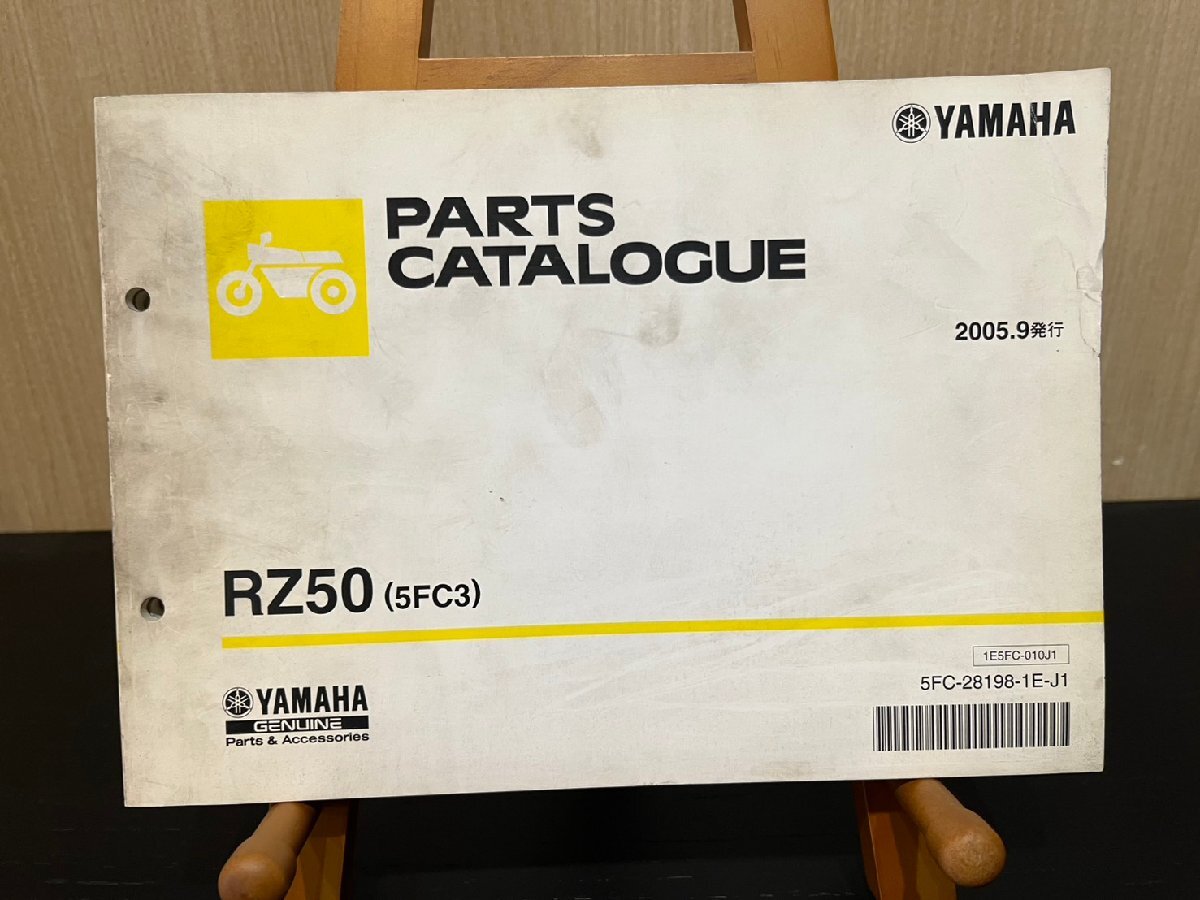 YAMAHA
PARTS
CATALOGUE
2005.9発行
RZ50 (5FC3)
1E5FC-010J1
5FC-28198-1E-J1
YAMAHA
GENUINE
Parts & Accessories